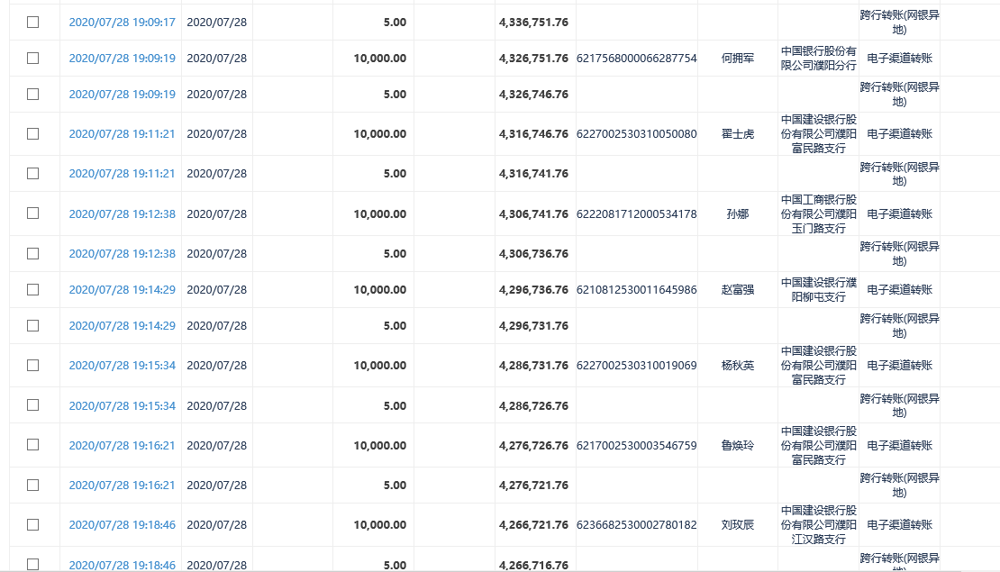 2020/07/28 19:09:17 2020/07/28 5.00 4,336,751.76 跨行转账(网银异
地)
2020/07/28 19:09:19 2020/07/28 10,000.00 4,326,751.76 6217568000066287754 何拥军 中国银行股份有
限公司濮阳分行 电子渠道转账
2020/07/28 19:09:19 2020/07/28 5.00 4,326,746.76 跨行转账(网银异
地)
2020/07/28 19:11:21 2020/07/28 10,000.00 4,316,746.76 6227002530310050080 翟士虎 中国建设银行股
份有限公司濮阳
富民路支行 电子渠道转账
2020/07/28 19:11:21 2020/07/28 5.00 4,316,741.76 跨行转账(网银异
地)
2020/07/28 19:12:38 2020/07/28 10,000.00 4,306,741.76 6222081712000534178 孙娜 中国工商银行股
份有限公司濮阳
玉门路支行 电子渠道转账
2020/07/28 19:12:38 2020/07/28 5.00 4,306,736.76 跨行转账(网银异
地)
2020/07/28 19:14:29 2020/07/28 10,000.00 4,296,736.76 6210812530011645986 赵富强 中国建设银行濮
阳柳屯支行 电子渠道转账
2020/07/28 19:14:29 2020/07/28 5.00 4,296,731.76 跨行转账(网银异
地)
2020/07/28 19:15:34 2020/07/28 10,000.00 4,286,731.76 6227002530310019069 杨秋英 中国建设银行股
份有限公司濮阳
富民路支行 电子渠道转账
2020/07/28 19:15:34 2020/07/28 5.00 4,286,726.76 跨行转账(网银异
地)
2020/07/28 19:16:21 2020/07/28 10,000.00 4,276,726.76 6217002530003546759 鲁焕玲 中国建设银行股
份有限公司濮阳
富民路支行 电子渠道转账
2020/07/28 19:16:21 2020/07/28 5.00 4,276,721.76 跨行转账(网银异
地)
2020/07/28 19:18:46 2020/07/28 10,000.00 4,266,721.76 6236682530002780182 刘玫辰 中国建设银行股
份有限公司濮阳
江汉路支行 电子渠道转账
2020/07/28 19:18:46 2020/07/28 5.00 4,266,716.76 跨行转账(网银异
地)